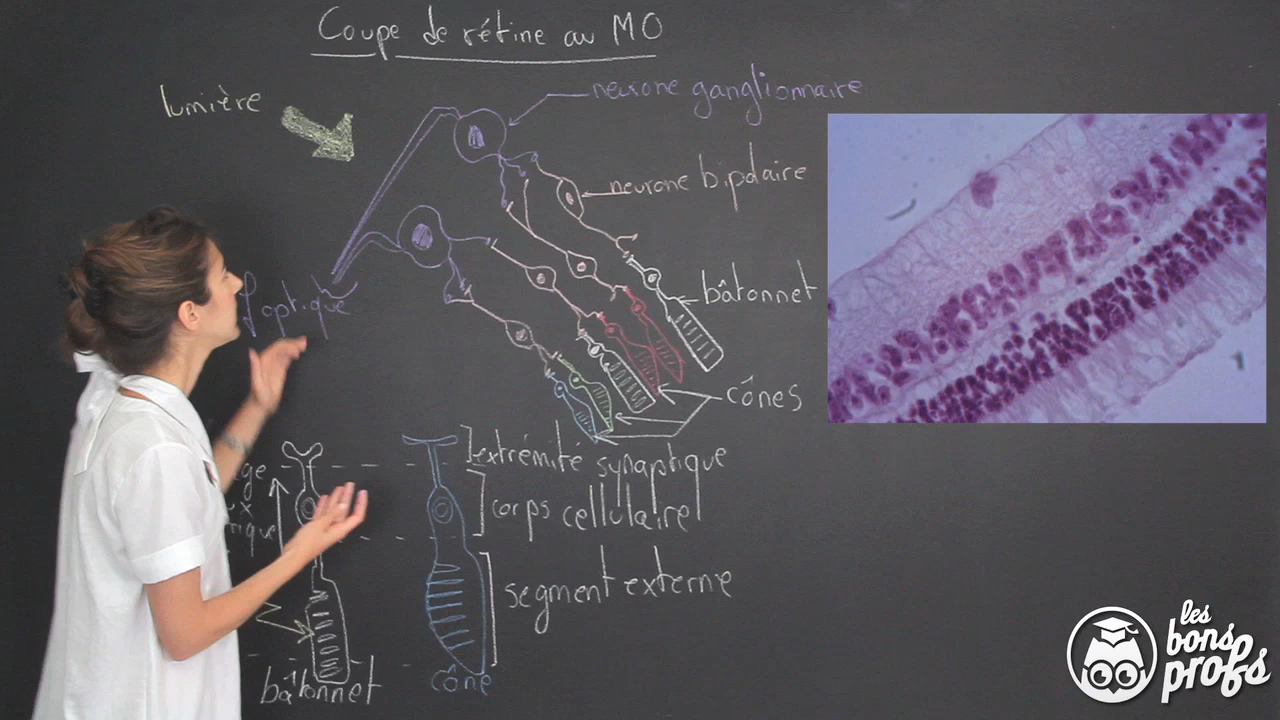 Coupe de rétine au MO
lumière
neurone ganglionnaire
neurone bipolaire
bâtonnet
optique
cônes
extrémité synaptique
corps cellulaire
segment externe
bâtonnet
cône
les
bons
profs